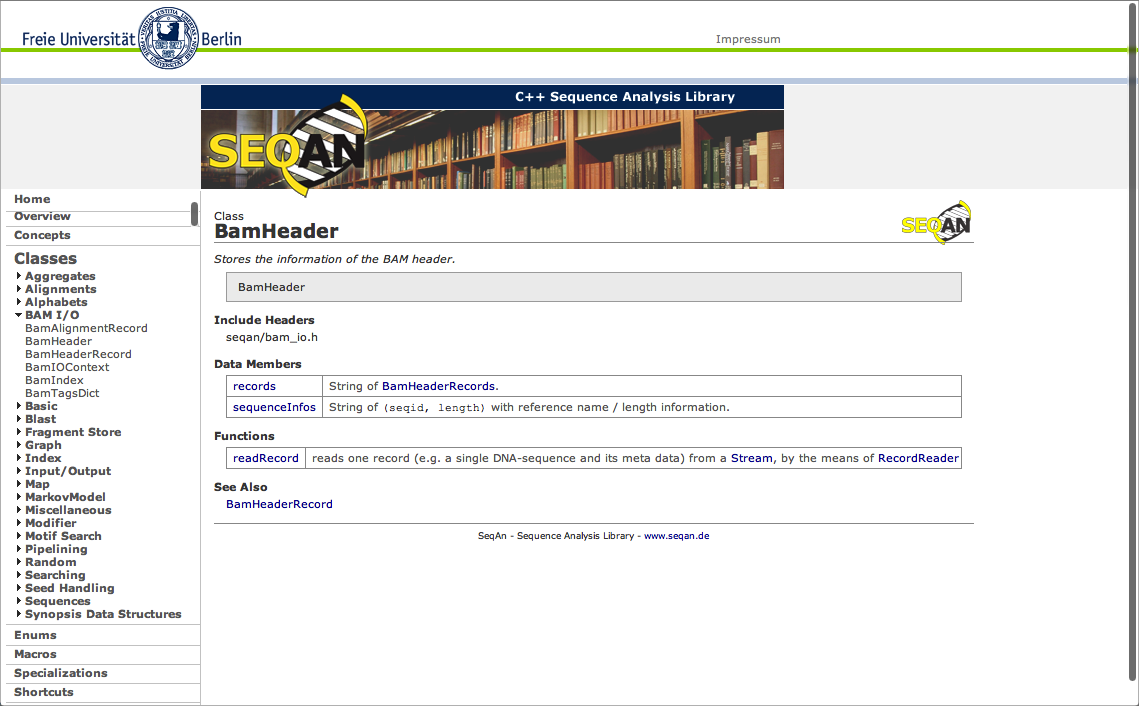 Freie Universität Berlin
Impressum
C++ Sequence Analysis Library
SEQAN
Home
Overview
Concepts
Classes
Aggregates
Alignments
Alphabets
BAM I/O
BamAlignmentRecord
BamHeader
BamHeaderRecord
BamIOContext
BamIndex
BamTagsDict
Basic
Blast
Fragment Store
Graph
Index
Input/Output
Map
MarkovModel
Miscellaneous
Modifier
Motif Search
Pipelining
Random
Searching
Seed Handling
Sequences
Synopsis Data Structures
Enums
Macros
Specializations
Shortcuts
Class
BamHeader
SEQAN
Stores the information of the BAM header.
BamHeader
Include Headers
seqan/bam_io.h
Data Members
records String of BamHeaderRecords.
sequenceInfos String of (seqid, length) with reference name / length information.
Functions
readRecord reads one record (e.g. a single DNA-sequence and its meta data) from a Stream, by the means of RecordReader
See Also
BamHeaderRecord
SeqAn - Sequence Analysis Library - www.seqan.de